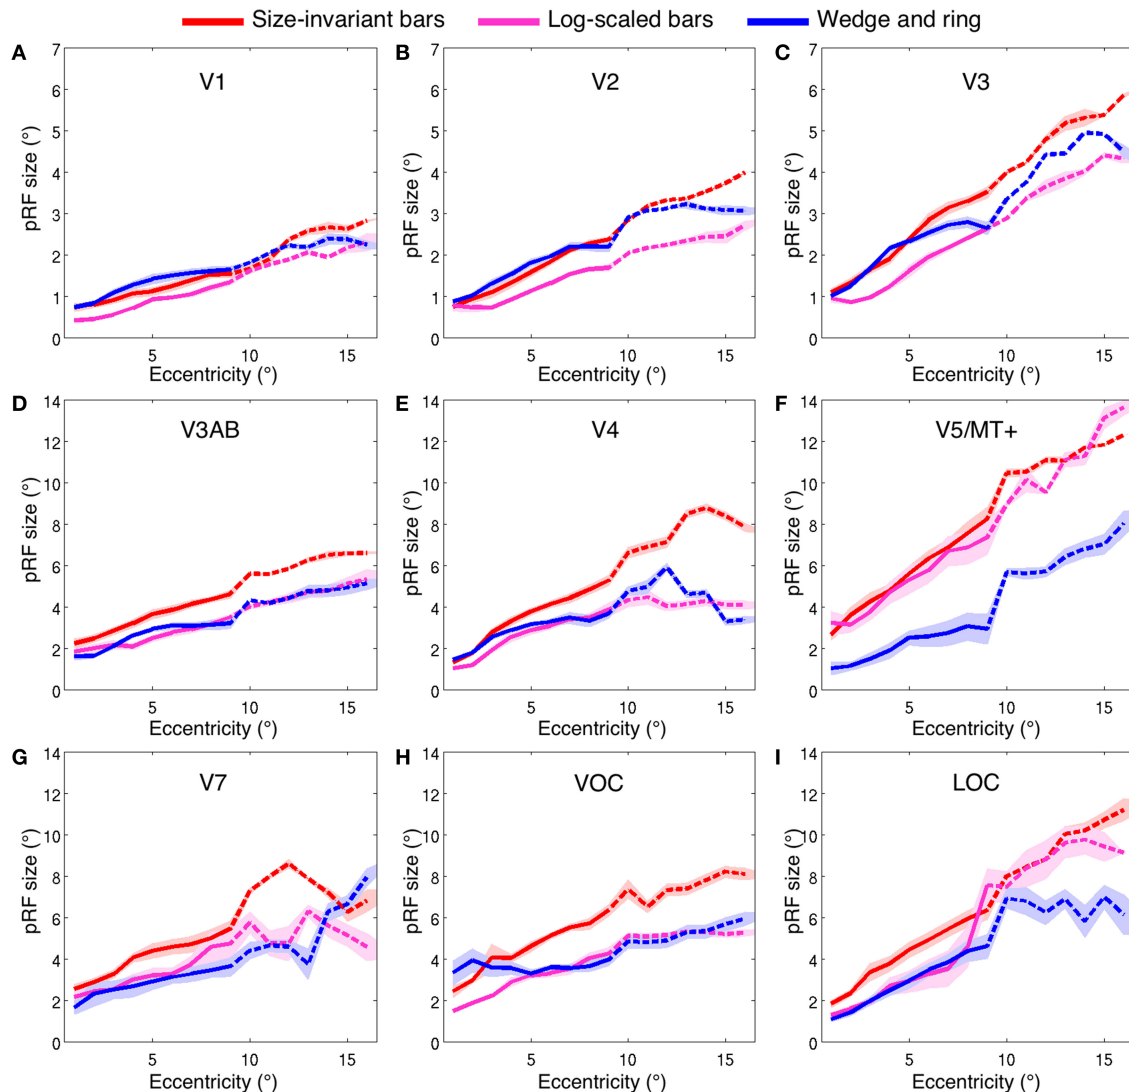 Size-invariant bars Log-scaled bars Wedge and ring
A B C
V1 V2 V3
7 7 7
6 6 6
5 5 5
4 4 4
3 3 3
2 2 2
1 1 1
0 0 0
pRF size (°) pRF size (°) pRF size (°)
5 10 15 5 10 15 5 10 15
Eccentricity (°) Eccentricity (°) Eccentricity (°)
D E F
V3AB V4 V5/MT+
14 14 14
12 12 12
10 10 10
8 8 8
6 6 6
4 4 4
2 2 2
0 0 0
pRF size (°) pRF size (°) pRF size (°)
5 10 15 5 10 15 5 10 15
Eccentricity (°) Eccentricity (°) Eccentricity (°)
G H I
V7 VOC LOC
14 14 14
12 12 12
10 10 10
8 8 8
6 6 6
4 4 4
2 2 2
0 0 0
pRF size (°) pRF size (°) pRF size (°)
5 10 15 5 10 15 5 10 15
Eccentricity (°) Eccentricity (°) Eccentricity (°)